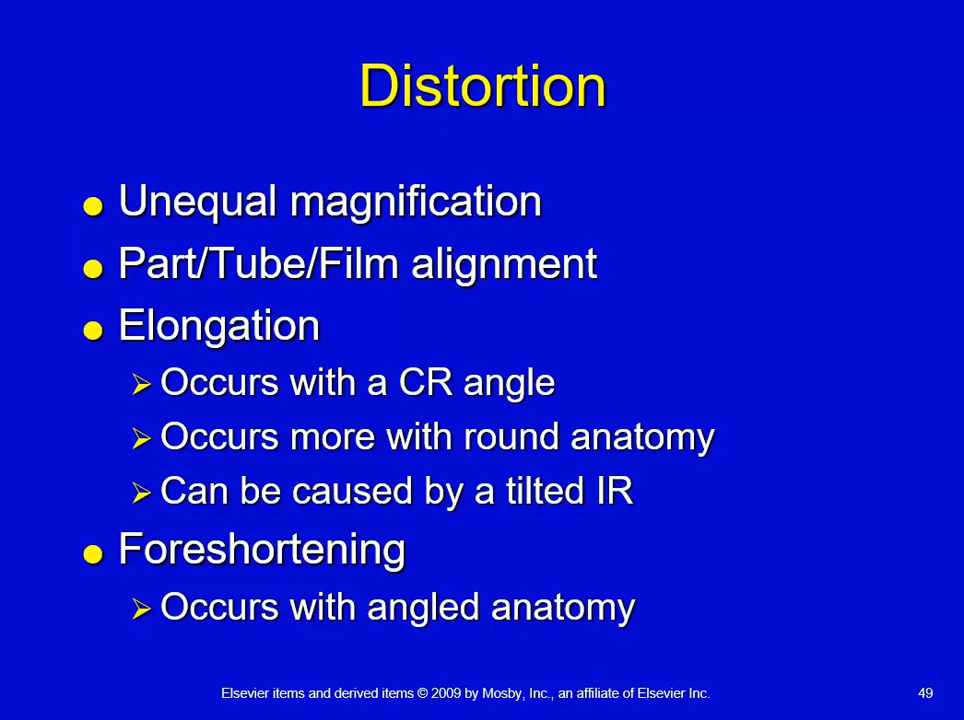 Distortion
Unequal magnification
Part/Tube/Film alignment
Elongation
Occurs with a CR angle
Occurs more with round anatomy
Can be caused by a tilted IR
Foreshortening
Occurs with angled anatomy
Elsevier items and derived items © 2009 by Mosby, Inc., an affiliate of Elsevier Inc.
49